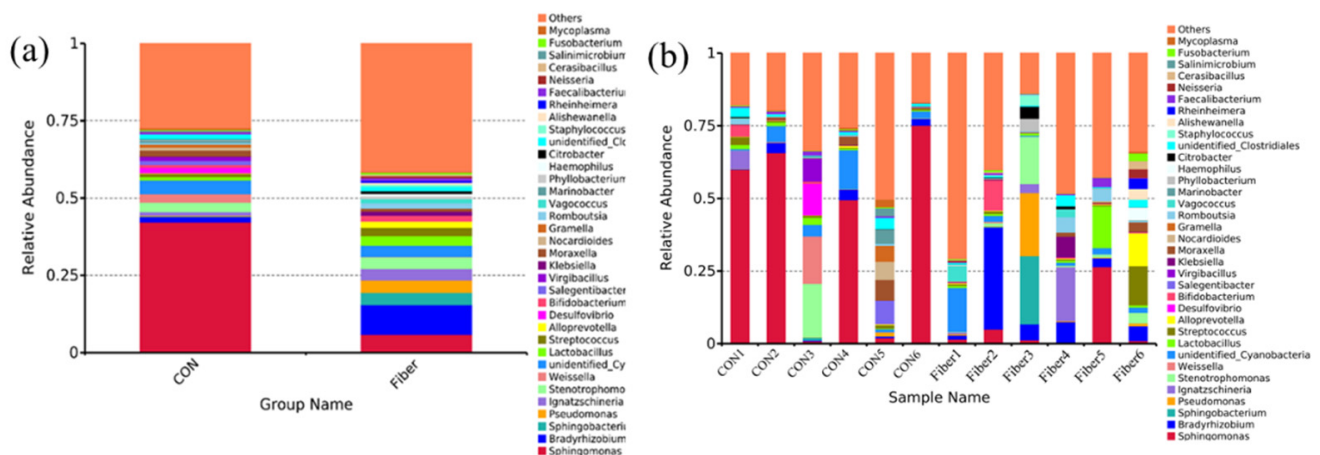 (a)
Relative Abundance
1
0.75
0.5
0.25
0
CON
Fiber
Group Name
Others
Mycoplasma
Fusobacterium
Salinimicrobium
Cerasibacillus
Neisseria
Faecalibacteriur
Rheinheimera
Alishewanella
Staphylococcus
unidentified_Clo
Citrobacter
Haemophilus
Phyllobacterium
Marinobacter
Vagococcus
Romboutsia
Gramella
Nocardioides
Moraxella
Klebsiella
Virgibacillus
Salegentibacter
Bifidobacterium
Desulfovibrio
Alloprevotella
Streptococcus
Lactobacillus
unidentified_Cy
Weissella
Stenotrophomo
Ignatzschineria
Pseudomonas
Sphingobacteriu
Bradyrhizobium
Sphingomonas
(b)
Relative Abundance
1
0.75
0.5
0.25
0
CON1
CON2
CON3
CON4
CON5
CON6
Fiber1
Fiber2
Fiber3
Fiber4
Fiber5
Fiber6
Sample Name
Others
Mycoplasma
Fusobacterium
Salinimicrobium
Cerasibacillus
Neisseria
Faecalibacterium
Rheinheimera
Alishewanella
Staphylococcus
unidentified_Clostridiales
Citrobacter
Haemophilus
Phyllobacterium
Marinobacter
Vagococcus
Romboutsia
Gramella
Nocardioides
Moraxella
Klebsiella
Virgibacillus
Salegentibacter
Bifidobacterium
Desulfovibrio
Alloprevotella
Streptococcus
Lactobacillus
unidentified_Cyanobacteria
Weissella
Stenotrophomonas
Ignatzschineria
Pseudomonas
Sphingobacterium
Bradyrhizobium
Sphingomonas